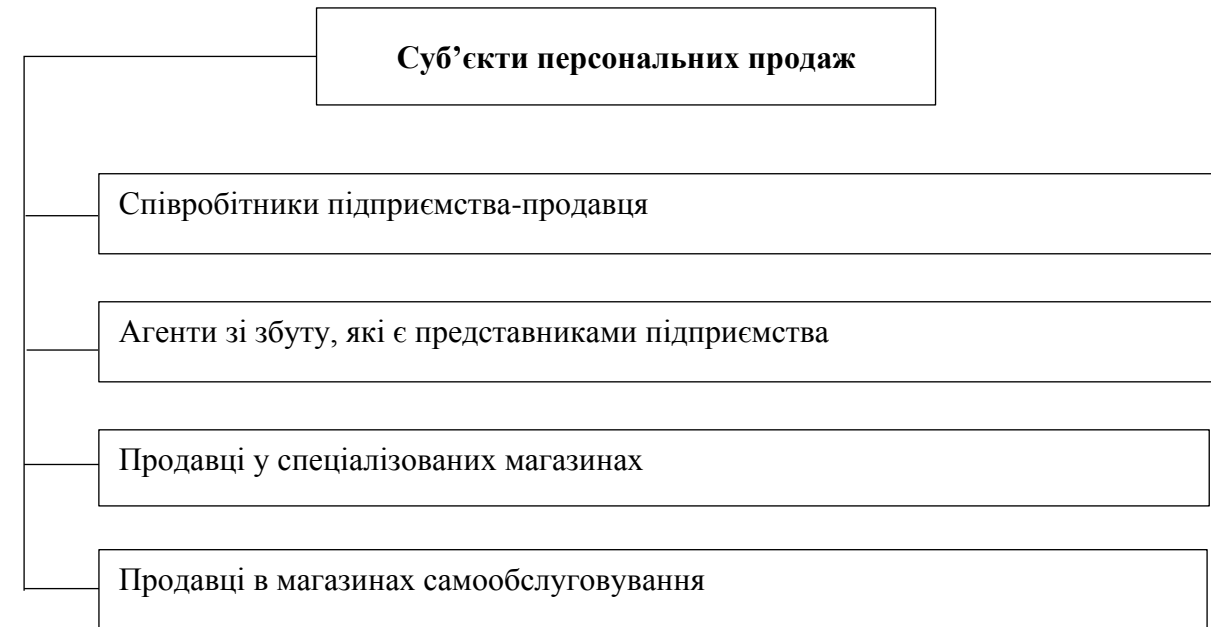 Суб’єкти персональних продаж
Співробітники підприємства-продавця
Агенти зі збуту, які є представниками підприємства
Продавці у спеціалізованих магазинах
Продавці в магазинах самообслуговування